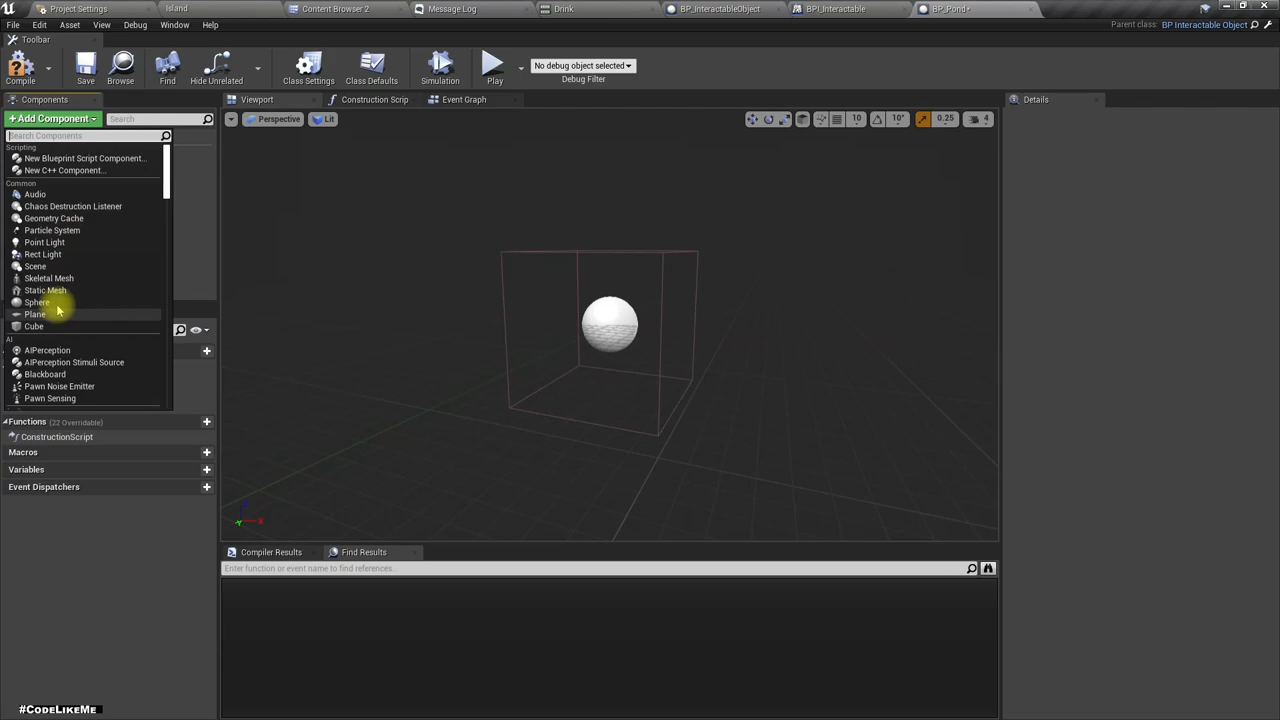 Project Settings
Island
Content Browser 2
Message Log
Drink
BP_InteractableObject
BPI_Interactable
BP_Pond*
File Edit Asset View Debug Window Help
Parent class: BP Interactable Object
Toolbar
Compile
Save
Browse
Find
Hide Unrelated
Class Settings
Class Defaults
Simulation
Play
No debug object selected
Debug Filter
Components
+Add Component
Search
Search Components
Scripting
New Blueprint Script Component...
New C++ Component...
Common
Audio
Chaos Destruction Listener
Geometry Cache
Particle System
Point Light
Rect Light
Scene
Skeletal Mesh
Static Mesh
Sphere
Plane
Cube
AI
AIPerception
AIPerception Stimuli Source
Blackboard
Pawn Noise Emitter
Pawn Sensing
Functions (22 Overridable)
ConstructionScript
Macros
Variables
Event Dispatchers
Viewport
Construction Scrip
Event Graph
Perspective
Lit
10
10°
0.25
4
X
Compiler Results
Find Results
Enter function or event name to find references...
Details
#CODeLiKeMe